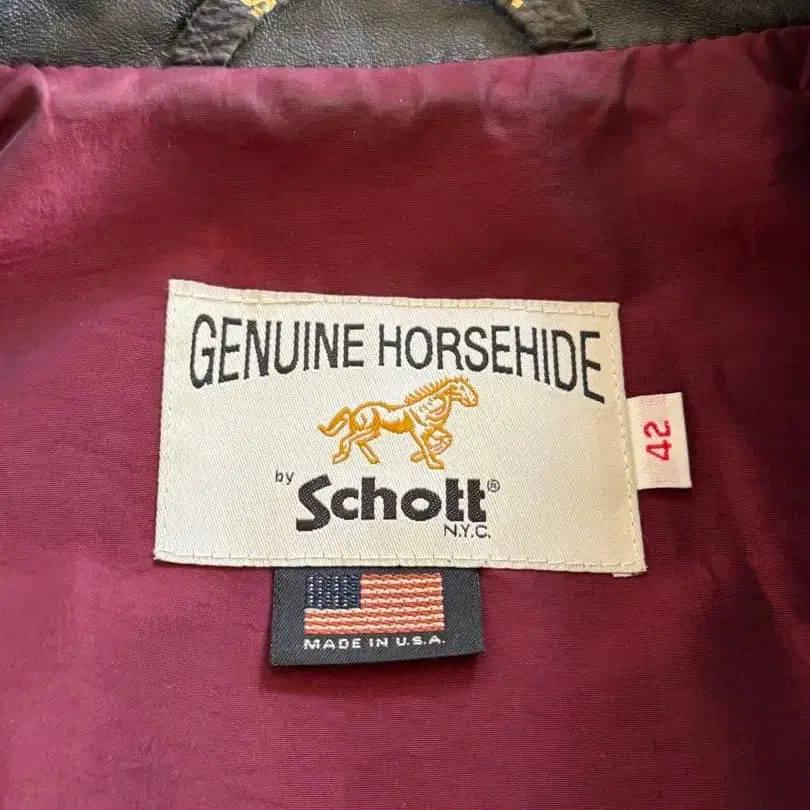 GENUINE HORSEHIDE
by Schott®
N.Y.C.
42
MADE IN U.S.A.